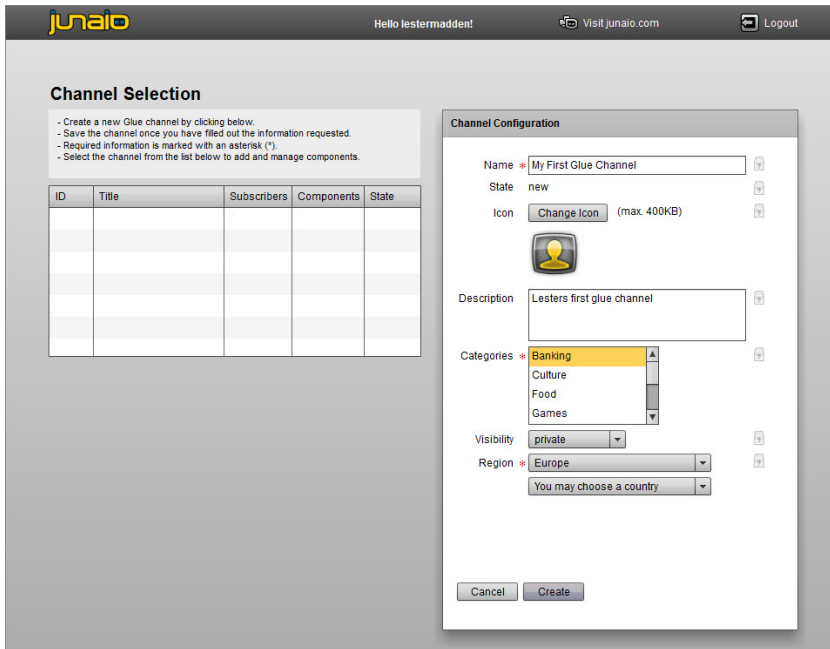 junaio
Hello lestermadden!
Visit junaio.com
Logout
Channel Selection
- Create a new Glue channel by clicking below.
- Save the channel once you have filled out the information requested.
- Required information is marked with an asterisk (*).
- Select the channel from the list below to add and manage components.
ID Title Subscribers Components State
Channel Configuration
Name * My First Glue Channel ?
State new ?
Icon Change Icon (max. 400KB) ?
Description Lesters first glue channel ?
Categories * Banking ?
Culture
Food
Games
Visibility private ?
Region * Europe ?
You may choose a country
Cancel Create